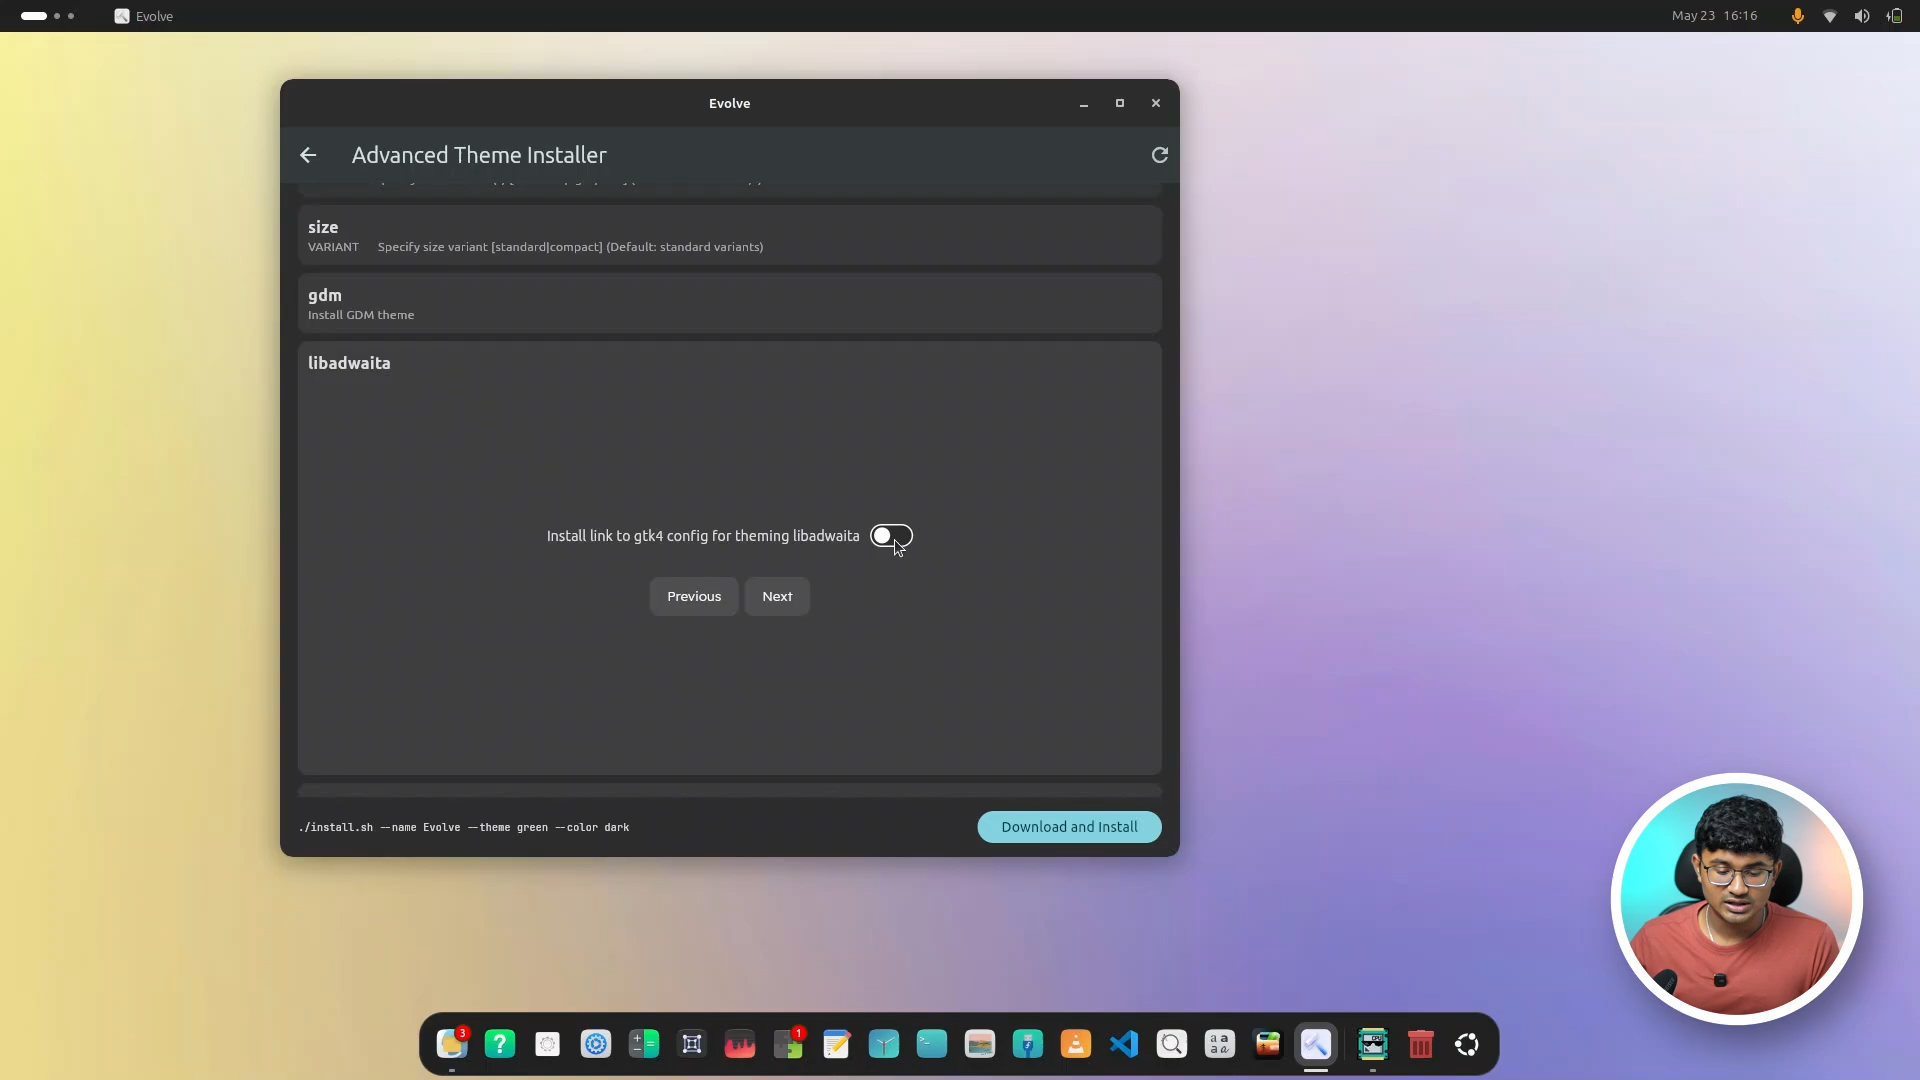 Evolve
May 23 16:16
Evolve
Advanced Theme Installer
size
VARIANT Specify size variant [standard|compact] (Default: standard variants)
gdm
Install GDM theme
libadwaita
Install link to gtk4 config for theming libadwaita
Previous Next
./install.sh --name Evolve --theme green --color dark
Download and Install
3
1